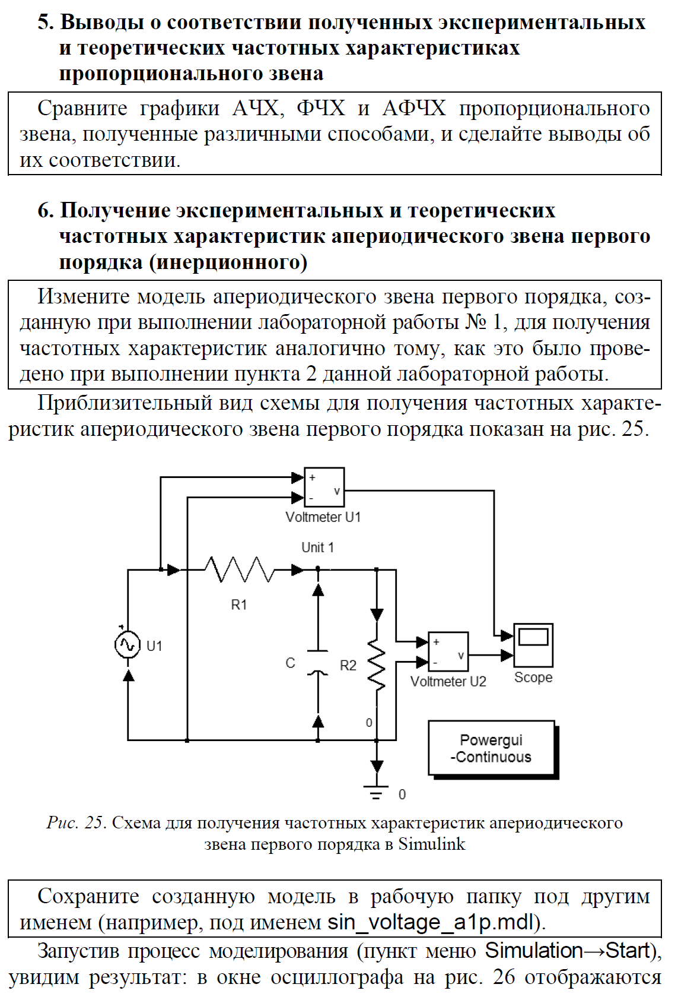 5. Выводы о соответствии полученных экспериментальных
и теоретических частотных характеристиках
пропорционального звена
Сравните графики АЧХ, ФЧХ и АФЧХ пропорционального
звена, полученные различными способами, и сделайте выводы об
их соответствии.
6. Получение экспериментальных и теоретических
частотных характеристик апериодического звена первого
порядка (инерционного)
Измените модель апериодического звена первого порядка, соз-
данную при выполнении лабораторной работы № 1, для получения
частотных характеристик аналогично тому, как это было прове-
дено при выполнении пункта 2 данной лабораторной работы.
Приблизительный вид схемы для получения частотных характе-
ристик апериодического звена первого порядка показан на рис. 25.
+
v
-
Voltmeter U1
Unit 1
R1
+
U1
C
R2
+
v
-
Voltmeter U2
Scope
0
Powergui
-Continuous
0
Рис. 25. Схема для получения частотных характеристик апериодического
звена первого порядка в Simulink
Сохраните созданную модель в рабочую папку под другим
именем (например, под именем sin_voltage_a1p.mdl).
Запустив процесс моделирования (пункт меню Simulation→Start),
увидим результат: в окне осциллографа на рис. 26 отображаются